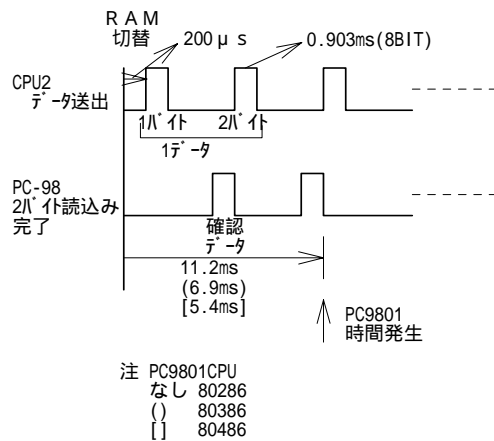 RAM
切替
200μs
0.903ms(8BIT)
CPU2
データ送出
1バイト
2バイト
1データ
PC-98
2バイト読込み
完了
確認
データ
11.2ms
(6.9ms)
[5.4ms]
PC9801
時間発生
注 PC9801CPU
なし 80286
() 80386
[] 80486